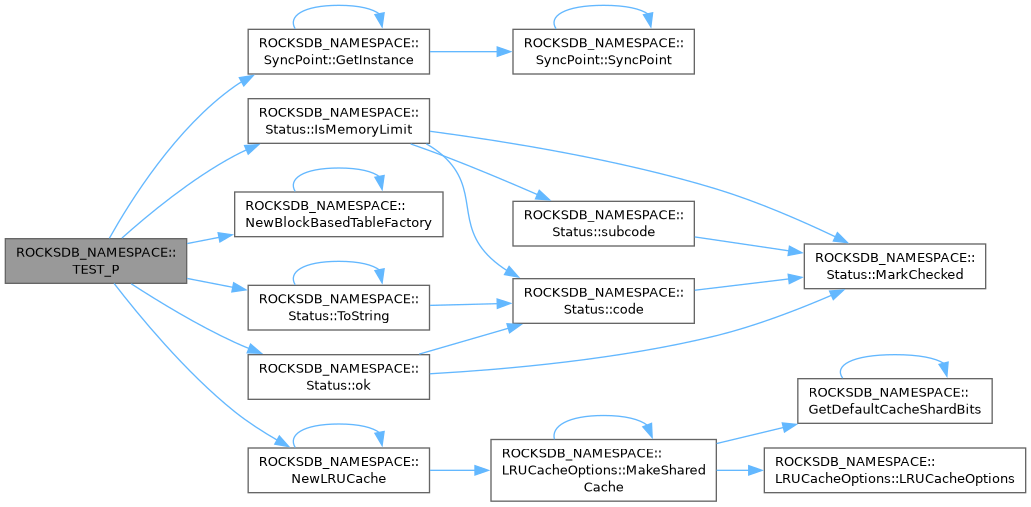 ROCKSDB_NAMESPACE::
TEST_P
ROCKSDB_NAMESPACE::
SyncPoint::GetInstance
ROCKSDB_NAMESPACE::
SyncPoint::SyncPoint
ROCKSDB_NAMESPACE::
Status::IsMemoryLimit
ROCKSDB_NAMESPACE::
NewBlockBasedTableFactory
ROCKSDB_NAMESPACE::
Status::subcode
ROCKSDB_NAMESPACE::
Status::MarkChecked
ROCKSDB_NAMESPACE::
Status::ToString
ROCKSDB_NAMESPACE::
Status::code
ROCKSDB_NAMESPACE::
Status::ok
ROCKSDB_NAMESPACE::
NewLRUCache
ROCKSDB_NAMESPACE::
LRUCacheOptions::MakeShared
Cache
ROCKSDB_NAMESPACE::
GetDefaultCacheShardBits
ROCKSDB_NAMESPACE::
LRUCacheOptions::LRUCacheOptions